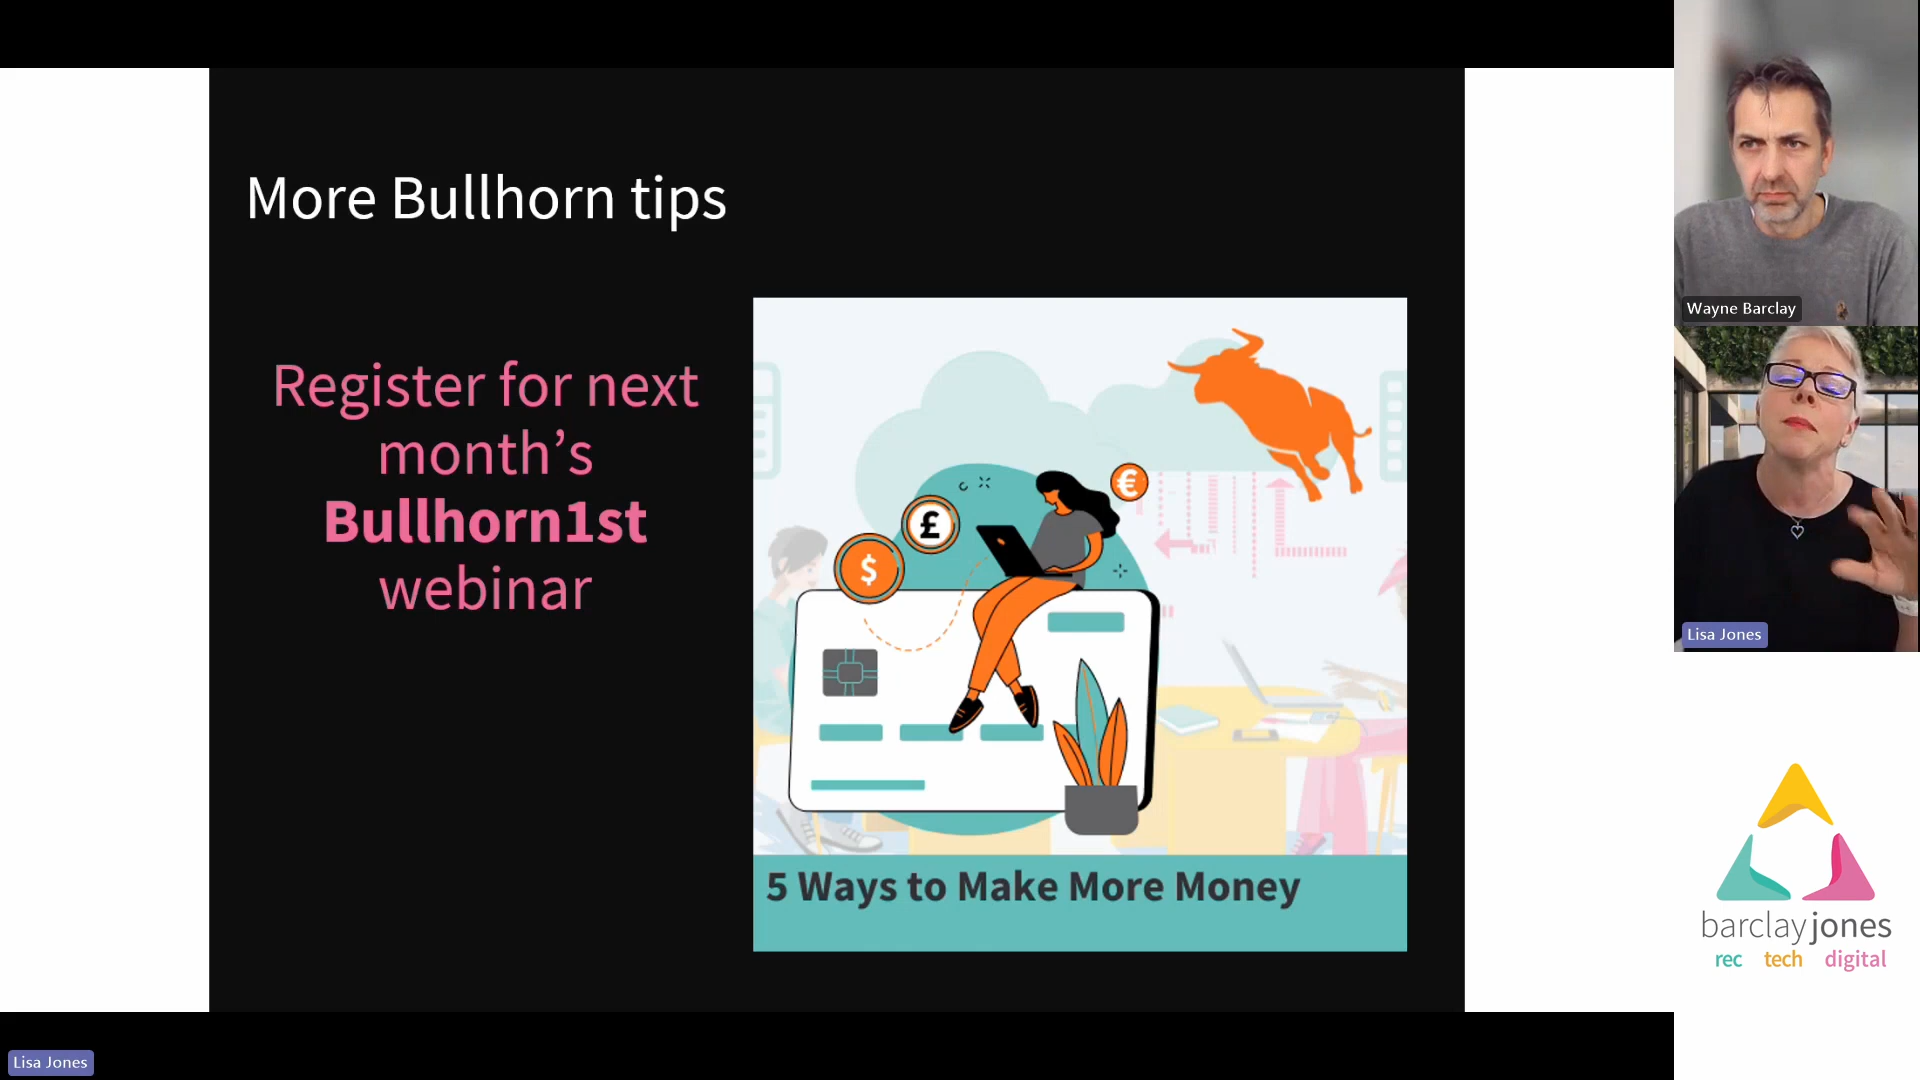 More Bullhorn tips
Register for next
month’s
Bullhorn1st
webinar
$
£
€
5 Ways to Make More Money
Wayne Barclay
Lisa Jones
barclayjones
rec tech digital
Lisa Jones